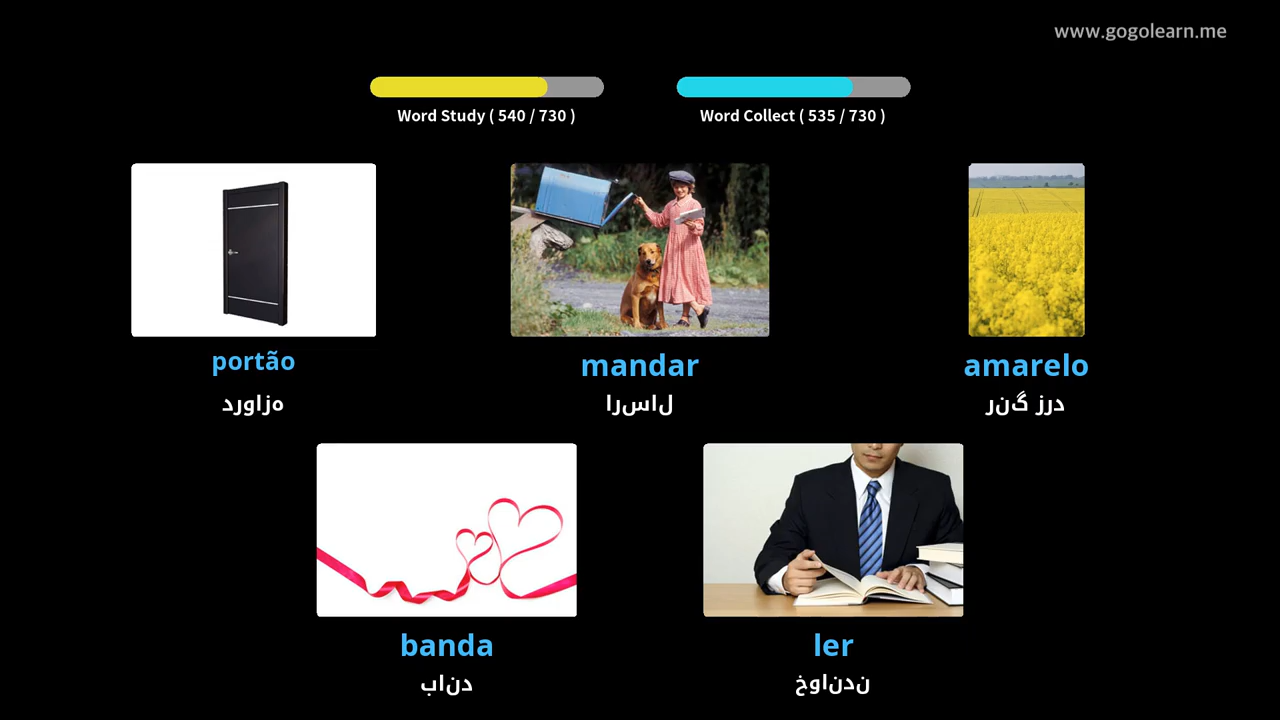 www.gogolearn.me
Word Study ( 540 / 730 )
Word Collect ( 535 / 730 )
portão
دروازه
mandar
ارسال
amarelo
رنگ زرد
banda
باند
ler
خواندن